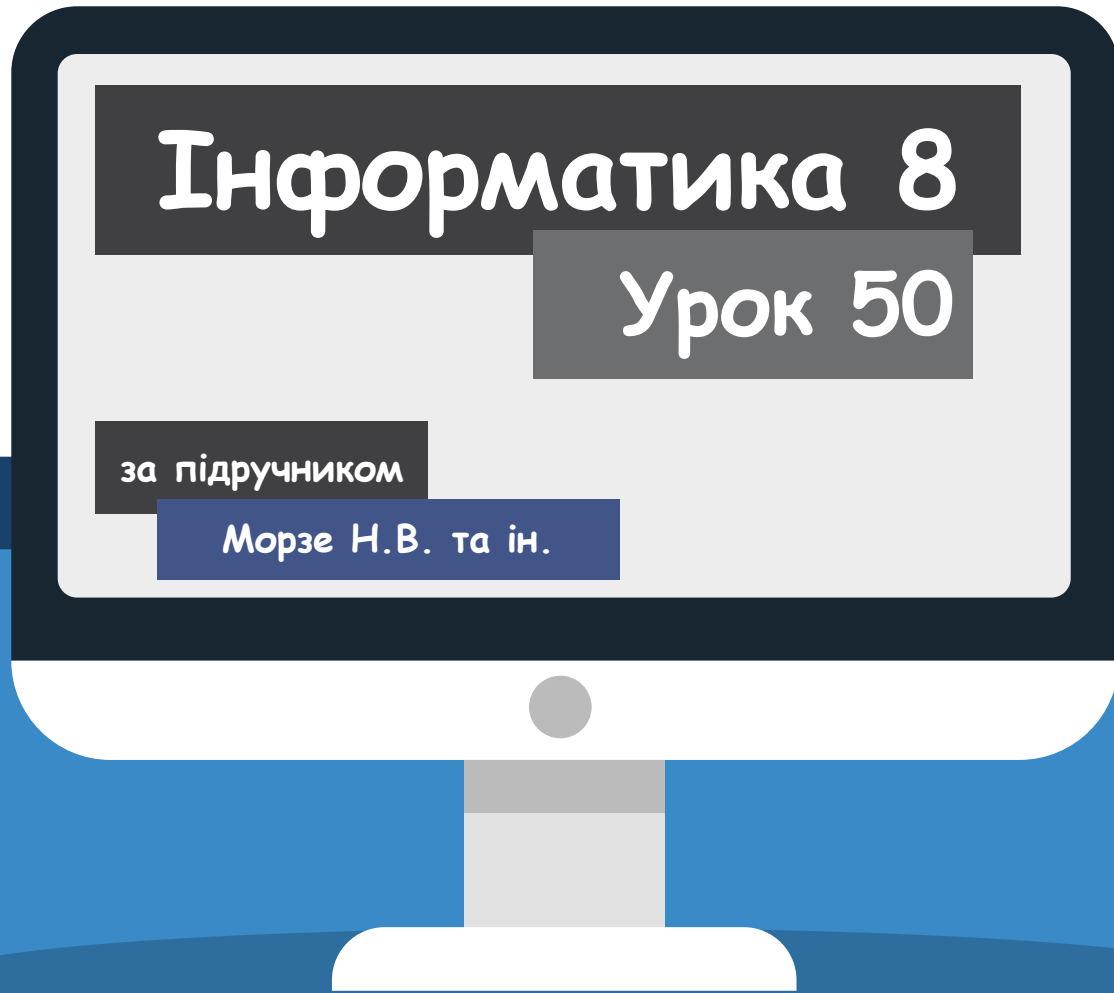 Інформатика 8
Урок 50
за підручником
Морзе Н.В. та ін.